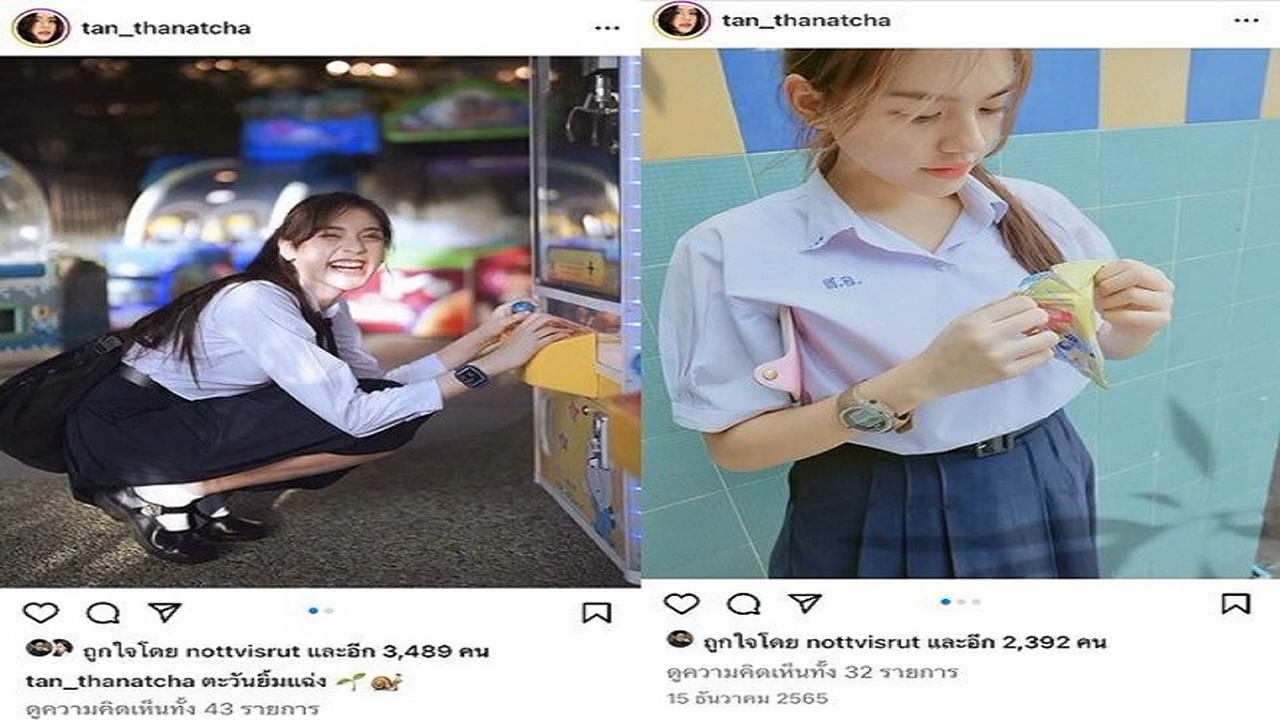 tan_thanatcha
ถูกใจโดย nottvisrut และอีก 3,489 คน
tan_thanatcha ตะวันยิ้มแฉ่ง 🌱 🐌
ดูความคิดเห็นทั้ง 43 รายการ
tan_thanatcha
ส.อ.
ถูกใจโดย nottvisrut และอีก 2,392 คน
ดูความคิดเห็นทั้ง 32 รายการ
15 ธันวาคม 2565